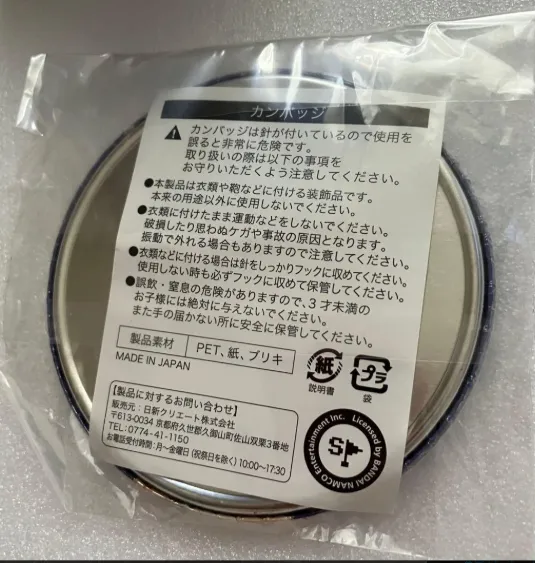 カンバッジ
カンバッジは針が付いているので使用を
誤ると非常に危険です。
取り扱いの際は以下の事項を
お守りいただくよう注意してください。
●本製品は衣類や鞄などに付ける装飾品です。
本来の用途以外に使用しないでください。
●衣類に付けたまま運動などをしないでください。
破損したり思わぬケガや事故の原因となります。
振動で外れる場合もありますので注意してください。
●衣類などに付ける場合は針をしっかりフックに収めてください。
使用しない時も必ずフックに収めて保管してください。
●誤飲・窒息の危険がありますので、3才未満の
お子様には絶対に与えないでください。
また手の届かない所に安全に保管してください。
製品素材 PET、紙、ブリキ
MADE IN JAPAN
紙
説明書
プラ
袋
【製品に対するお問い合わせ】
販売元：日新クリエート株式会社
〒613-0034 京都府久世郡久御山町佐山双栗3番地
TEL:0774-41-1150
お電話受付時間：月～金曜日（祝祭日を除く）10:00～17:30
Licensed by BANDAI NAMCO Entertainment Inc.
S